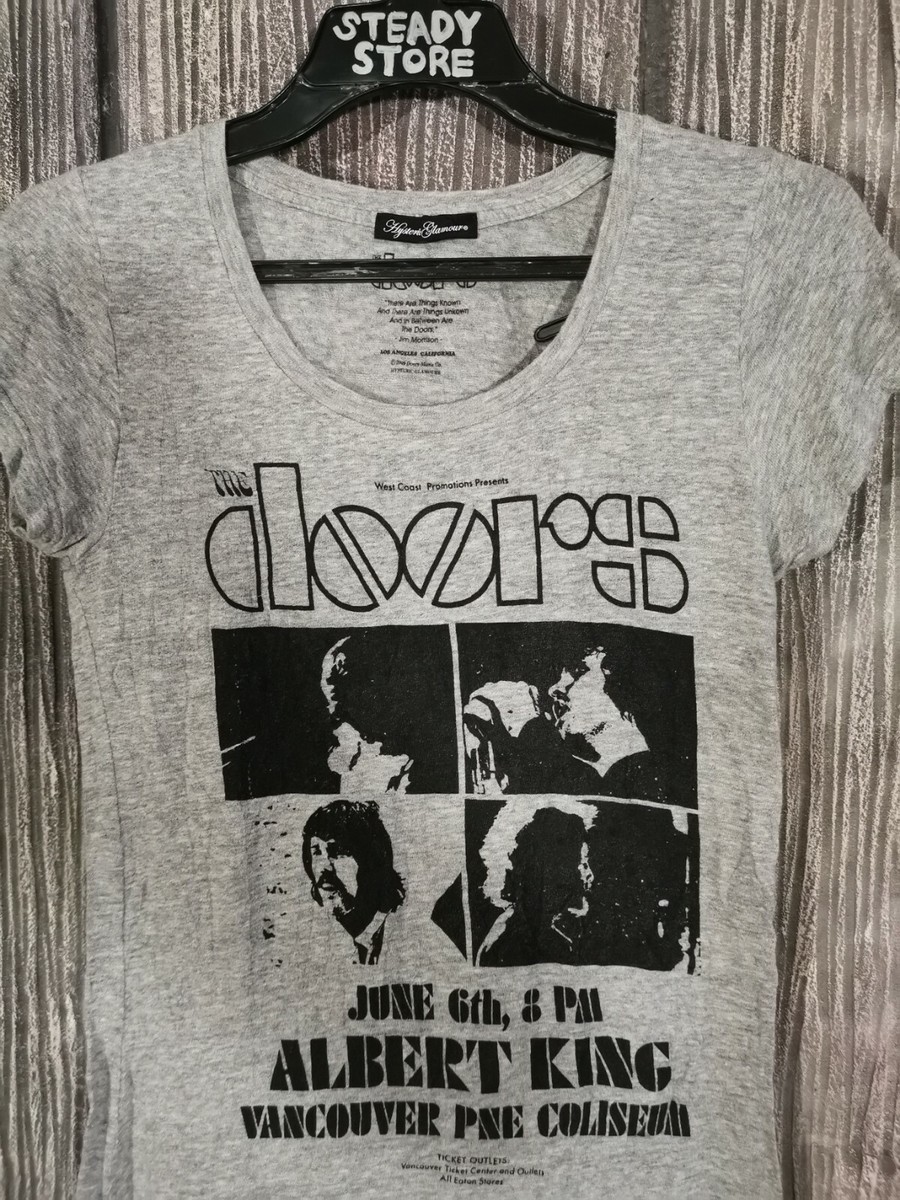 STEADY
STORE
Hysteric Glamour
doors
"There Are Things Known
And There Are Things Unkown
And In Between Are
The Doors."
- Jim Morrison -
LOS ANGELES CALIFORNIA
HYSTERIC GLAMOUR
THE
West Coast Promotions Presents
doors
JUNE 6th, 8 PM
ALBERT KING
VANCOUVER PNE COLISEUM
TICKET OUTLETS:
Vancouver Ticket Center and Outlets
All Eaton Stores